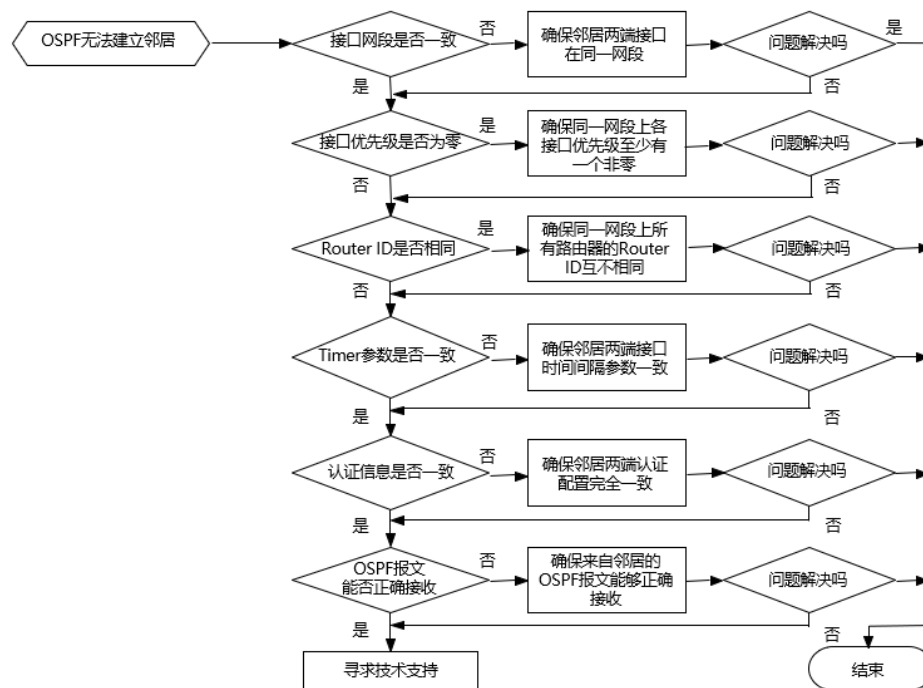 OSPF无法建立邻居
接口网段是否一致
否
确保邻居两端接口
在同一网段
问题解决吗
是
是
否
接口优先级是否为零
是
确保同一网段上各
接口优先级至少有
一个非零
问题解决吗
否
否
Router ID是否相同
是
确保同一网段上所
有路由器的Router
ID互不相同
问题解决吗
否
否
Timer参数是否一致
否
确保邻居两端接口
时间间隔参数一致
问题解决吗
是
否
认证信息是否一致
否
确保邻居两端认证
配置完全一致
问题解决吗
是
否
OSPF报文
能否正确接收
否
确保来自邻居的
OSPF报文能够正确
接收
问题解决吗
是
否
寻求技术支持
结束